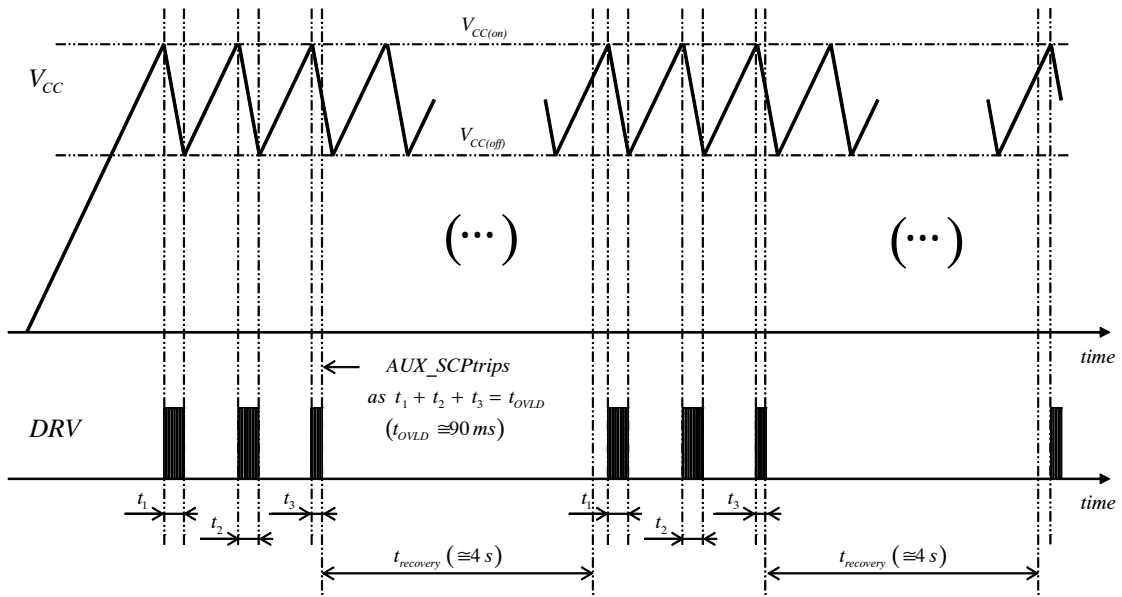 V_CC(on)
V_CC
V_CC(off)
(...)
(...)
time
AUX_SCPtrips
as t_1 + t_2 + t_3 = t_OVLD
(t_OVLD ≅90 ms)
DRV
time
t_1
t_2
t_3
t_1
t_2
t_3
t_recovery (≅4 s)
t_recovery (≅4 s)